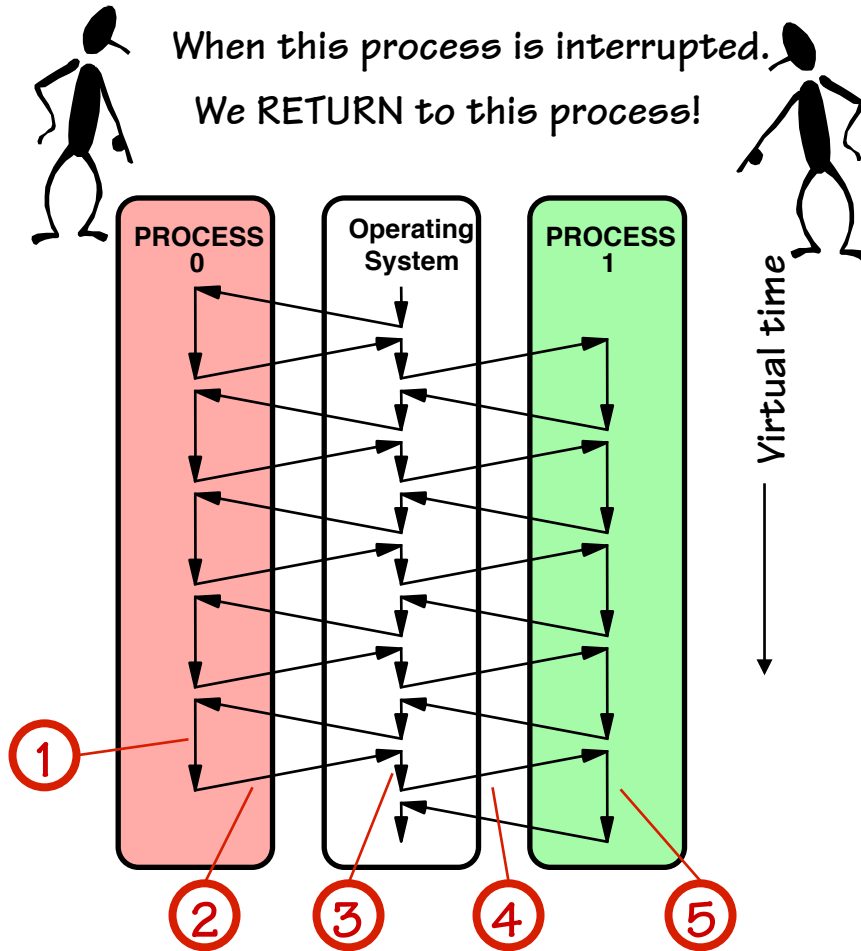 When this process is interrupted.
We RETURN to this process!
PROCESS
0
Operating
System
PROCESS
1
Virtual time
1
2
3
4
5